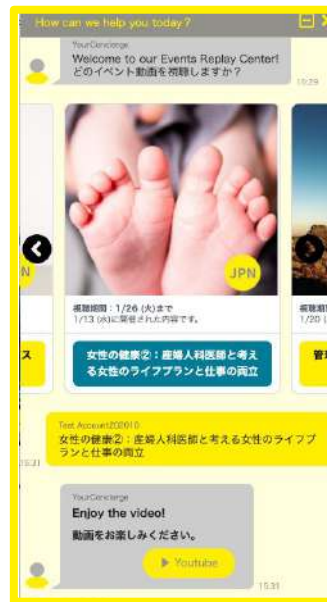 How can we help you today?
YourConcierge
Welcome to our Events Replay Center!
どのイベント動画を視聴しますか？
15:29
N
JPN
視聴期間：1/26 (火)まで
1/13 (水)に開催された内容です。
1/20
ス
女性の健康②：産婦人科医師と考え
る女性のライフプランと仕事の両立
管
Test Account202010
女性の健康②：産婦人科医師と考える女性のライフプ
ランと仕事の両立
15:31
YourConcierge
Enjoy the video!
動画をお楽しみください。
Youtube
15:31